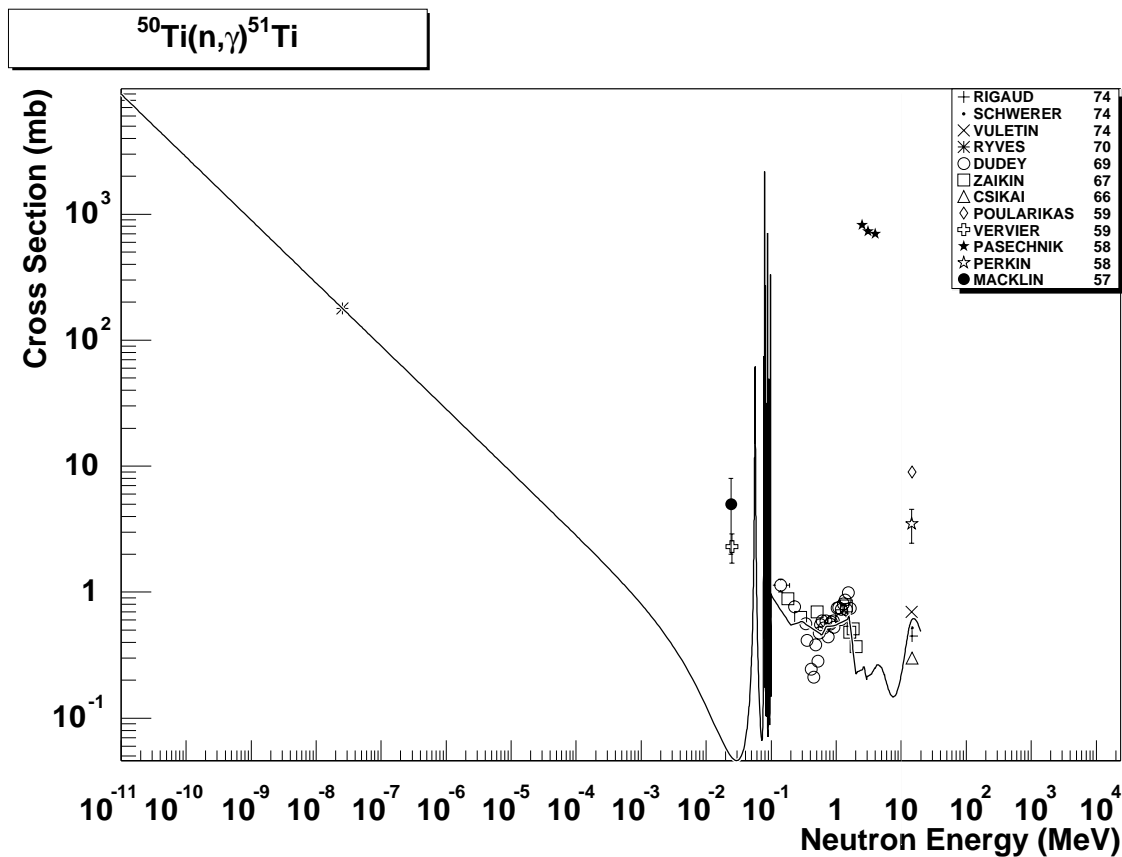 ⁵⁰Ti(n,γ)⁵¹Ti
Cross Section (mb)
10³
10²
10
1
10⁻¹
RIGAUD 74
SCHWERER 74
VULETIN 74
RYVES 70
DUDEY 69
ZAIKIN 67
CSIKAI 66
POULARIKAS 59
VERVIER 59
PASECHNIK 58
PERKIN 58
MACKLIN 57
10⁻¹¹ 10⁻¹⁰ 10⁻⁹ 10⁻⁸ 10⁻⁷ 10⁻⁶ 10⁻⁵ 10⁻⁴ 10⁻³ 10⁻² 10⁻¹ 1 10 10² 10³ 10⁴
Neutron Energy (MeV)